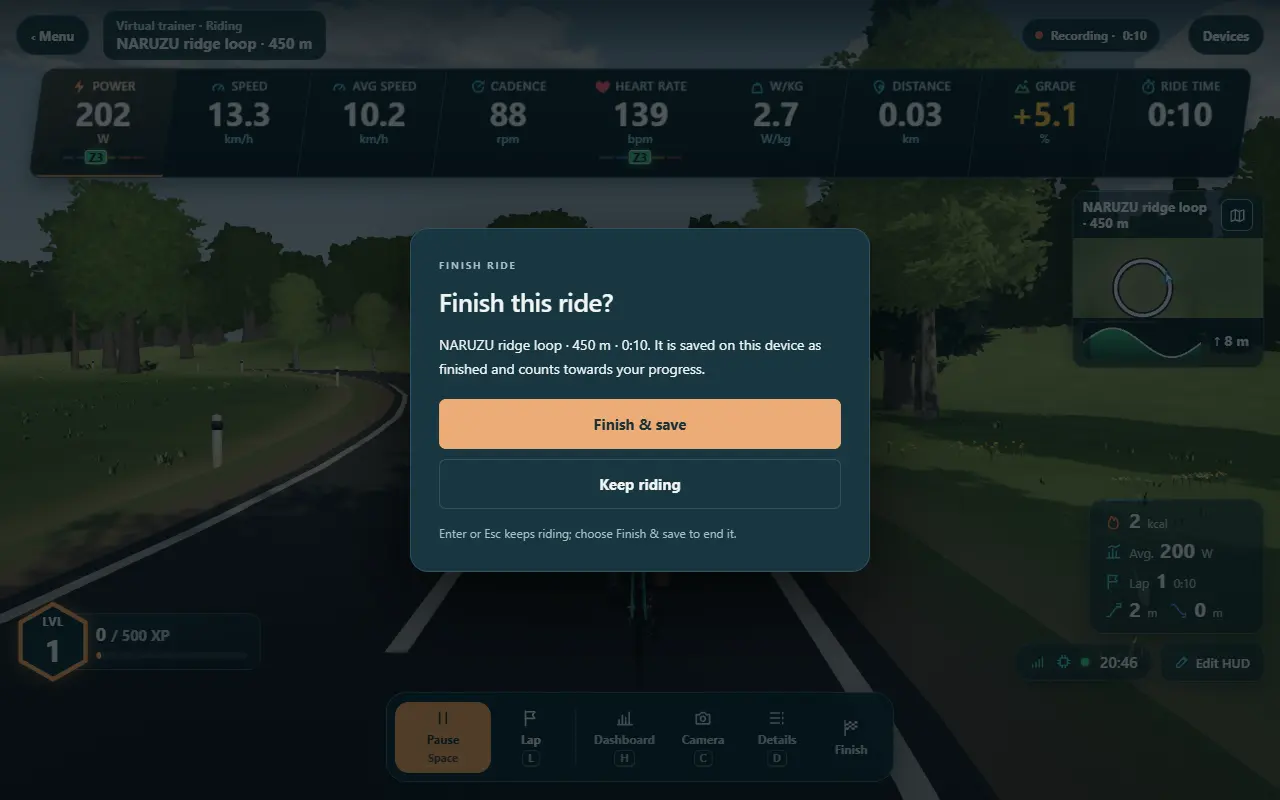 ‹ Menu
Virtual trainer · Riding
NARUZU ridge loop · 450 m
Recording · 0:10
Devices
POWER
202
W
Z3
SPEED
13.3
km/h
AVG SPEED
10.2
km/h
CADENCE
88
rpm
HEART RATE
139
bpm
Z3
W/KG
2.7
W/kg
DISTANCE
0.03
km
GRADE
+5.1
%
RIDE TIME
0:10
NARUZU ridge loop
· 450 m
↑ 8 m
FINISH RIDE
Finish this ride?
NARUZU ridge loop · 450 m · 0:10. It is saved on this device as
finished and counts towards your progress.
Finish & save
Keep riding
Enter or Esc keeps riding; choose Finish & save to end it.
2 kcal
Avg. 200 W
Lap 1 0:10
2 m 0 m
LVL
1
0 / 500 XP
20:46
Edit HUD
Pause
Space
Lap
L
Dashboard
H
Camera
C
Details
D
Finish